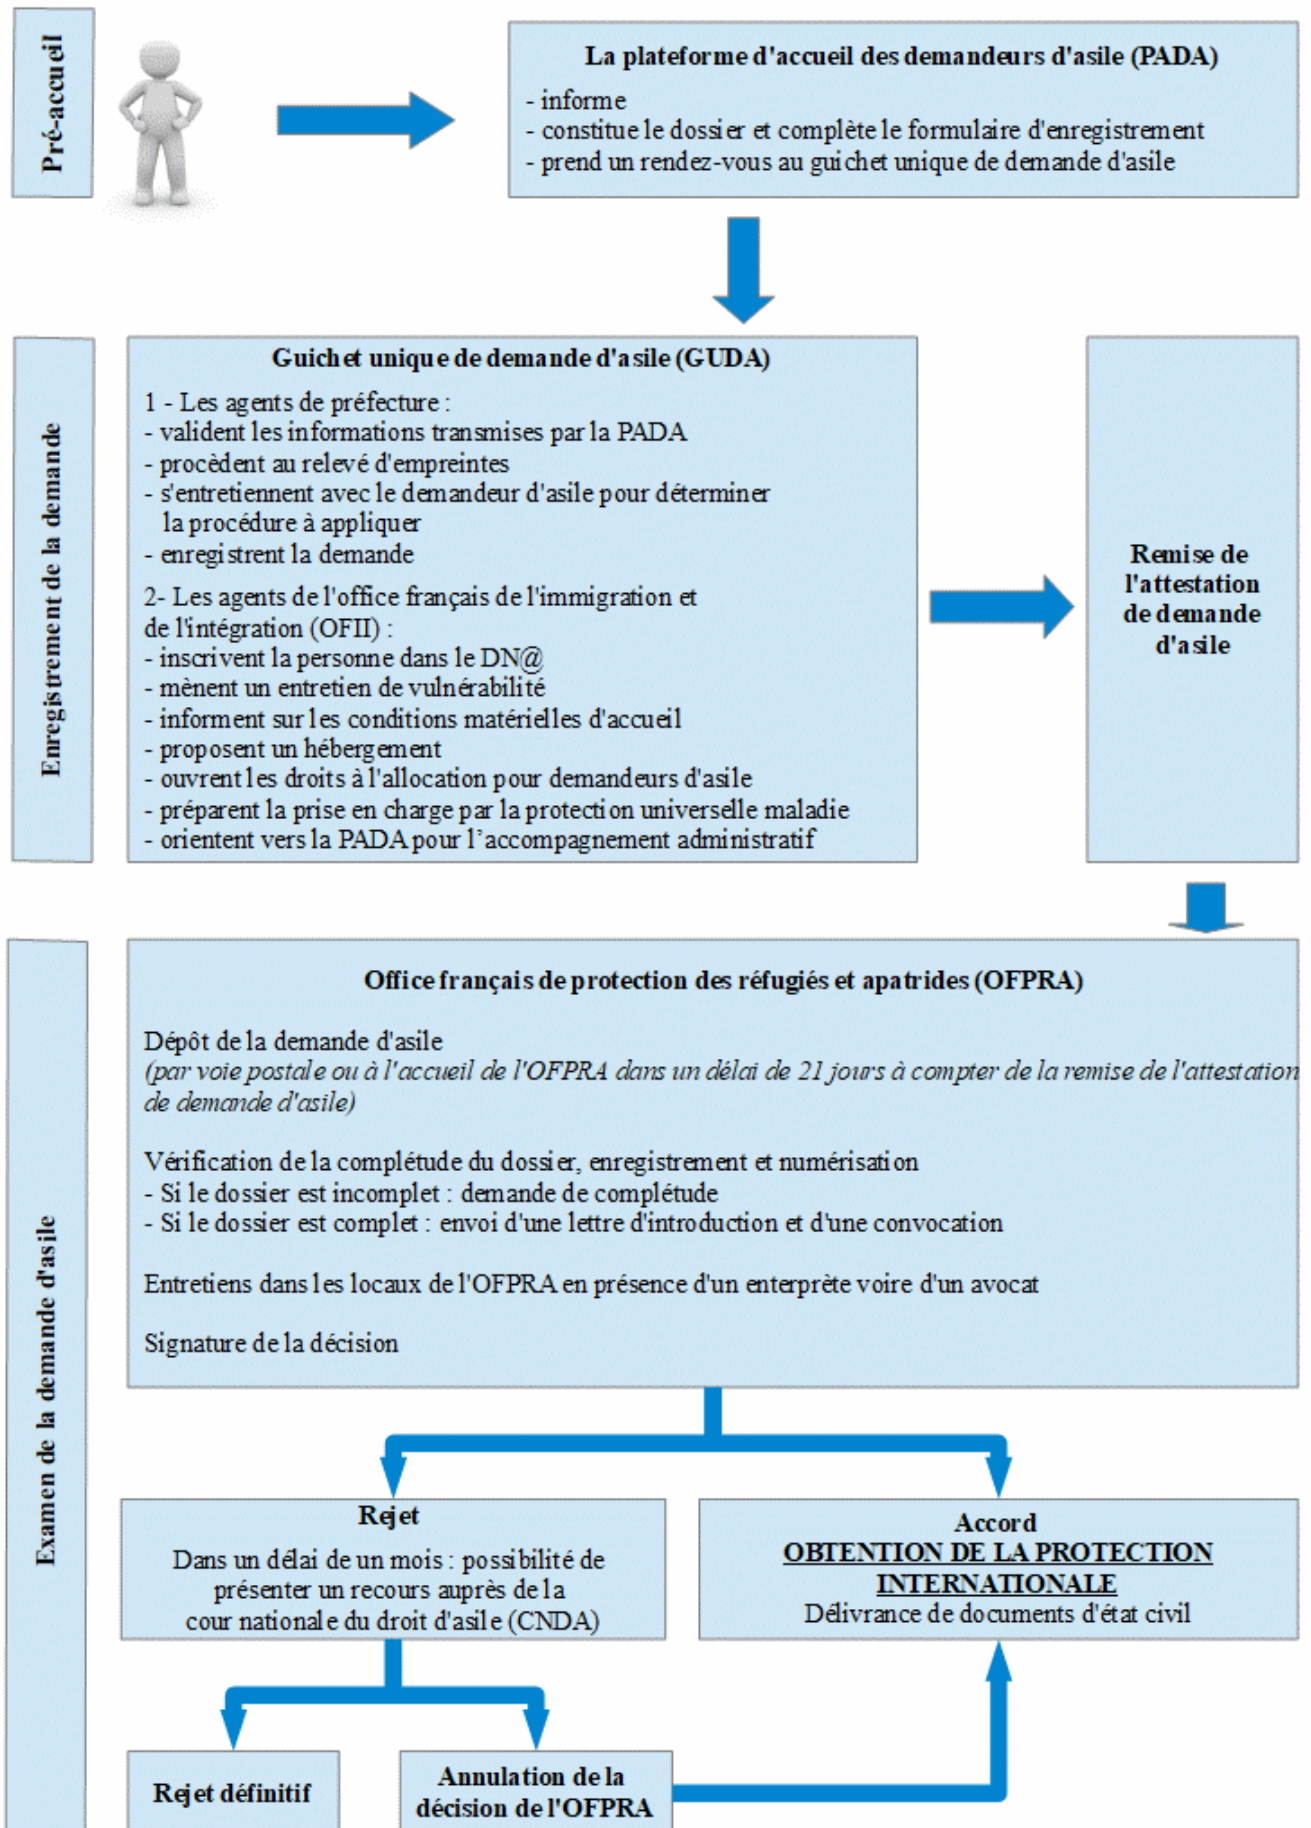 Pré-accueil
La plateforme d'accueil des demandeurs d'asile (PADA)
- informe
- constitue le dossier et complète le formulaire d'enregistrement
- prend un rendez-vous au guichet unique de demande d'asile
Enregistrement de la demande
Guichet unique de demande d'asile (GUDA)
1 - Les agents de préfecture :
- valident les informations transmises par la PADA
- procèdent au relevé d'empreintes
- s'entretiennent avec le demandeur d'asile pour déterminer
la procédure à appliquer
- enregistrent la demande
2- Les agents de l'office français de l'immigration et
de l'intégration (OFII) :
- inscrivent la personne dans le DN@
- mènent un entretien de vulnérabilité
- informent sur les conditions matérielles d'accueil
- proposent un hébergement
- ouvrent les droits à l'allocation pour demandeurs d'asile
- préparent la prise en charge par la protection universelle maladie
- orientent vers la PADA pour l’accompagnement administratif
Remise de
l'attestation
de demande
d'asile
Examen de la demande d'asile
Office français de protection des réfugiés et apatrides (OFPRA)
Dépôt de la demande d'asile
(par voie postale ou à l'accueil de l'OFPRA dans un délai de 21 jours à compter de la remise de l'attestation
de demande d'asile)
Vérification de la complétude du dossier, enregistrement et numérisation
- Si le dossier est incomplet : demande de complétude
- Si le dossier est complet : envoi d'une lettre d'introduction et d'une convocation
Entretiens dans les locaux de l'OFPRA en présence d'un enterprète voire d'un avocat
Signature de la décision
Rejet
Dans un délai de un mois : possibilité de
présenter un recours auprès de la
cour nationale du droit d'asile (CNDA)
Accord
OBTENTION DE LA PROTECTION
INTERNATIONALE
Délivrance de documents d'état civil
Rejet définitif
Annulation de la
décision de l'OFPRA